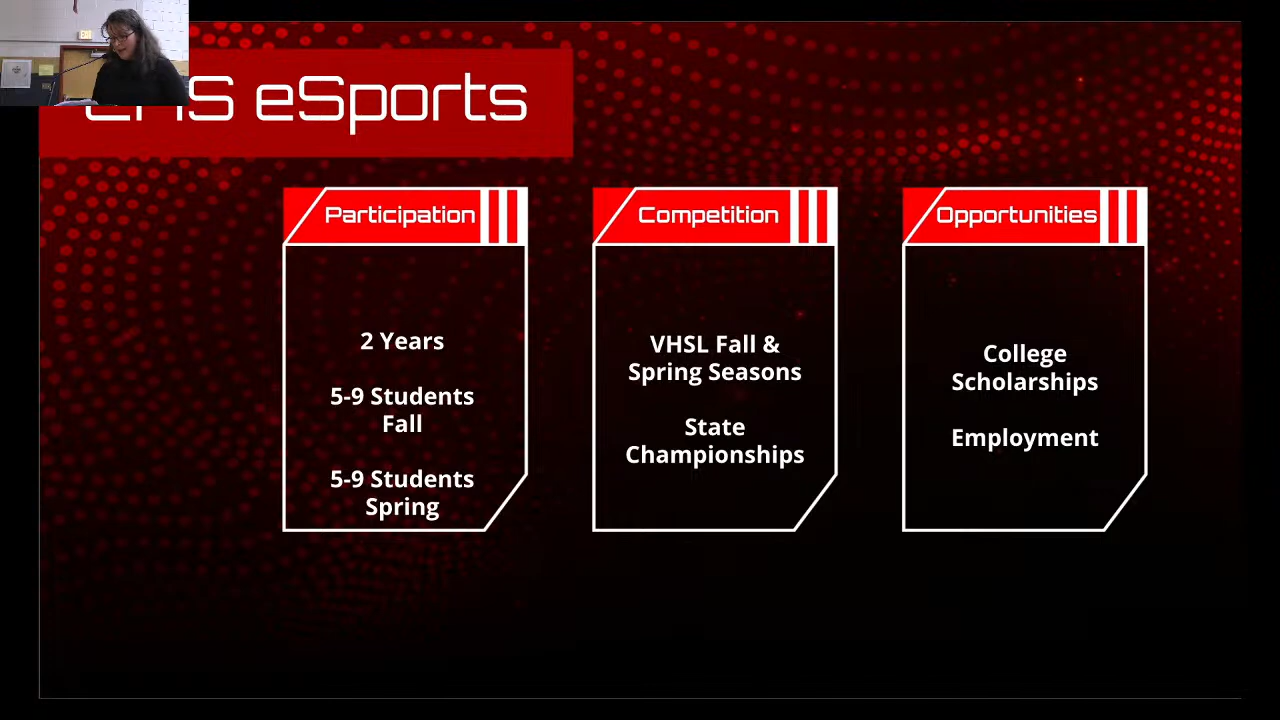 eSports
Participation
2 Years
5-9 Students
Fall
5-9 Students
Spring
Competition
VHSL Fall &
Spring Seasons
State
Championships
Opportunities
College
Scholarships
Employment